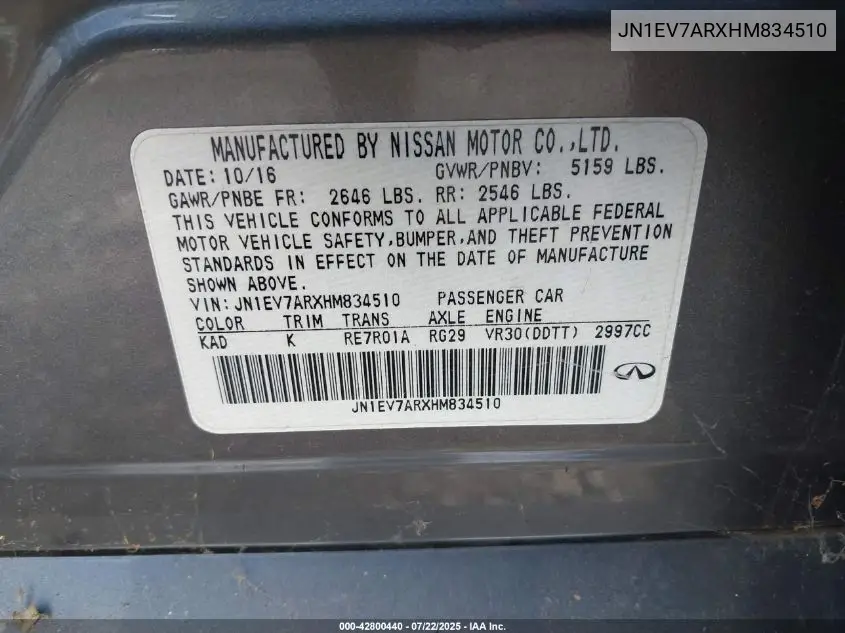 JN1EV7ARXHM834510
MANUFACTURED BY NISSAN MOTOR CO.,LTD.
DATE: 10/16 GVWR/PNBV: 5159 LBS.
GAWR/PNBE FR: 2646 LBS. RR: 2546 LBS.
THIS VEHICLE CONFORMS TO ALL APPLICABLE FEDERAL
MOTOR VEHICLE SAFETY,BUMPER,AND THEFT PREVENTION
STANDARDS IN EFFECT ON THE DATE OF MANUFACTURE
SHOWN ABOVE.
VIN: JN1EV7ARXHM834510 PASSENGER CAR
COLOR TRIM TRANS AXLE ENGINE
KAD K RE7R01A RG29 VR30(DDTT) 2997CC
JN1EV7ARXHM834510
000-42800440 - 07/22/2025 - IAA Inc.